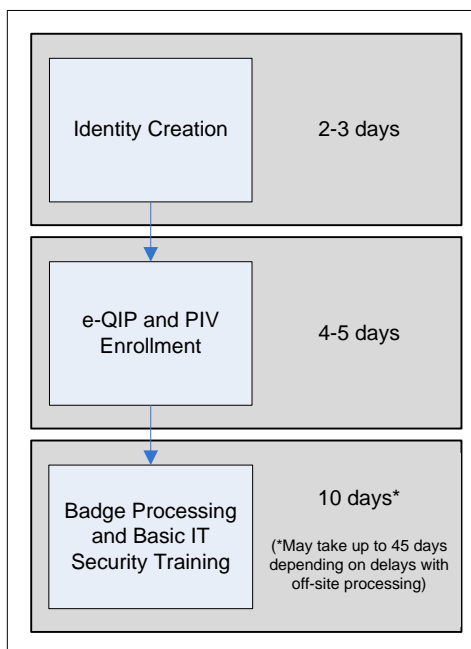 Identity Creation
2-3 days
e-QIP and PIV
Enrollment
4-5 days
Badge Processing
and Basic IT
Security Training
10 days*
(*May take up to 45 days
depending on delays with
off-site processing)